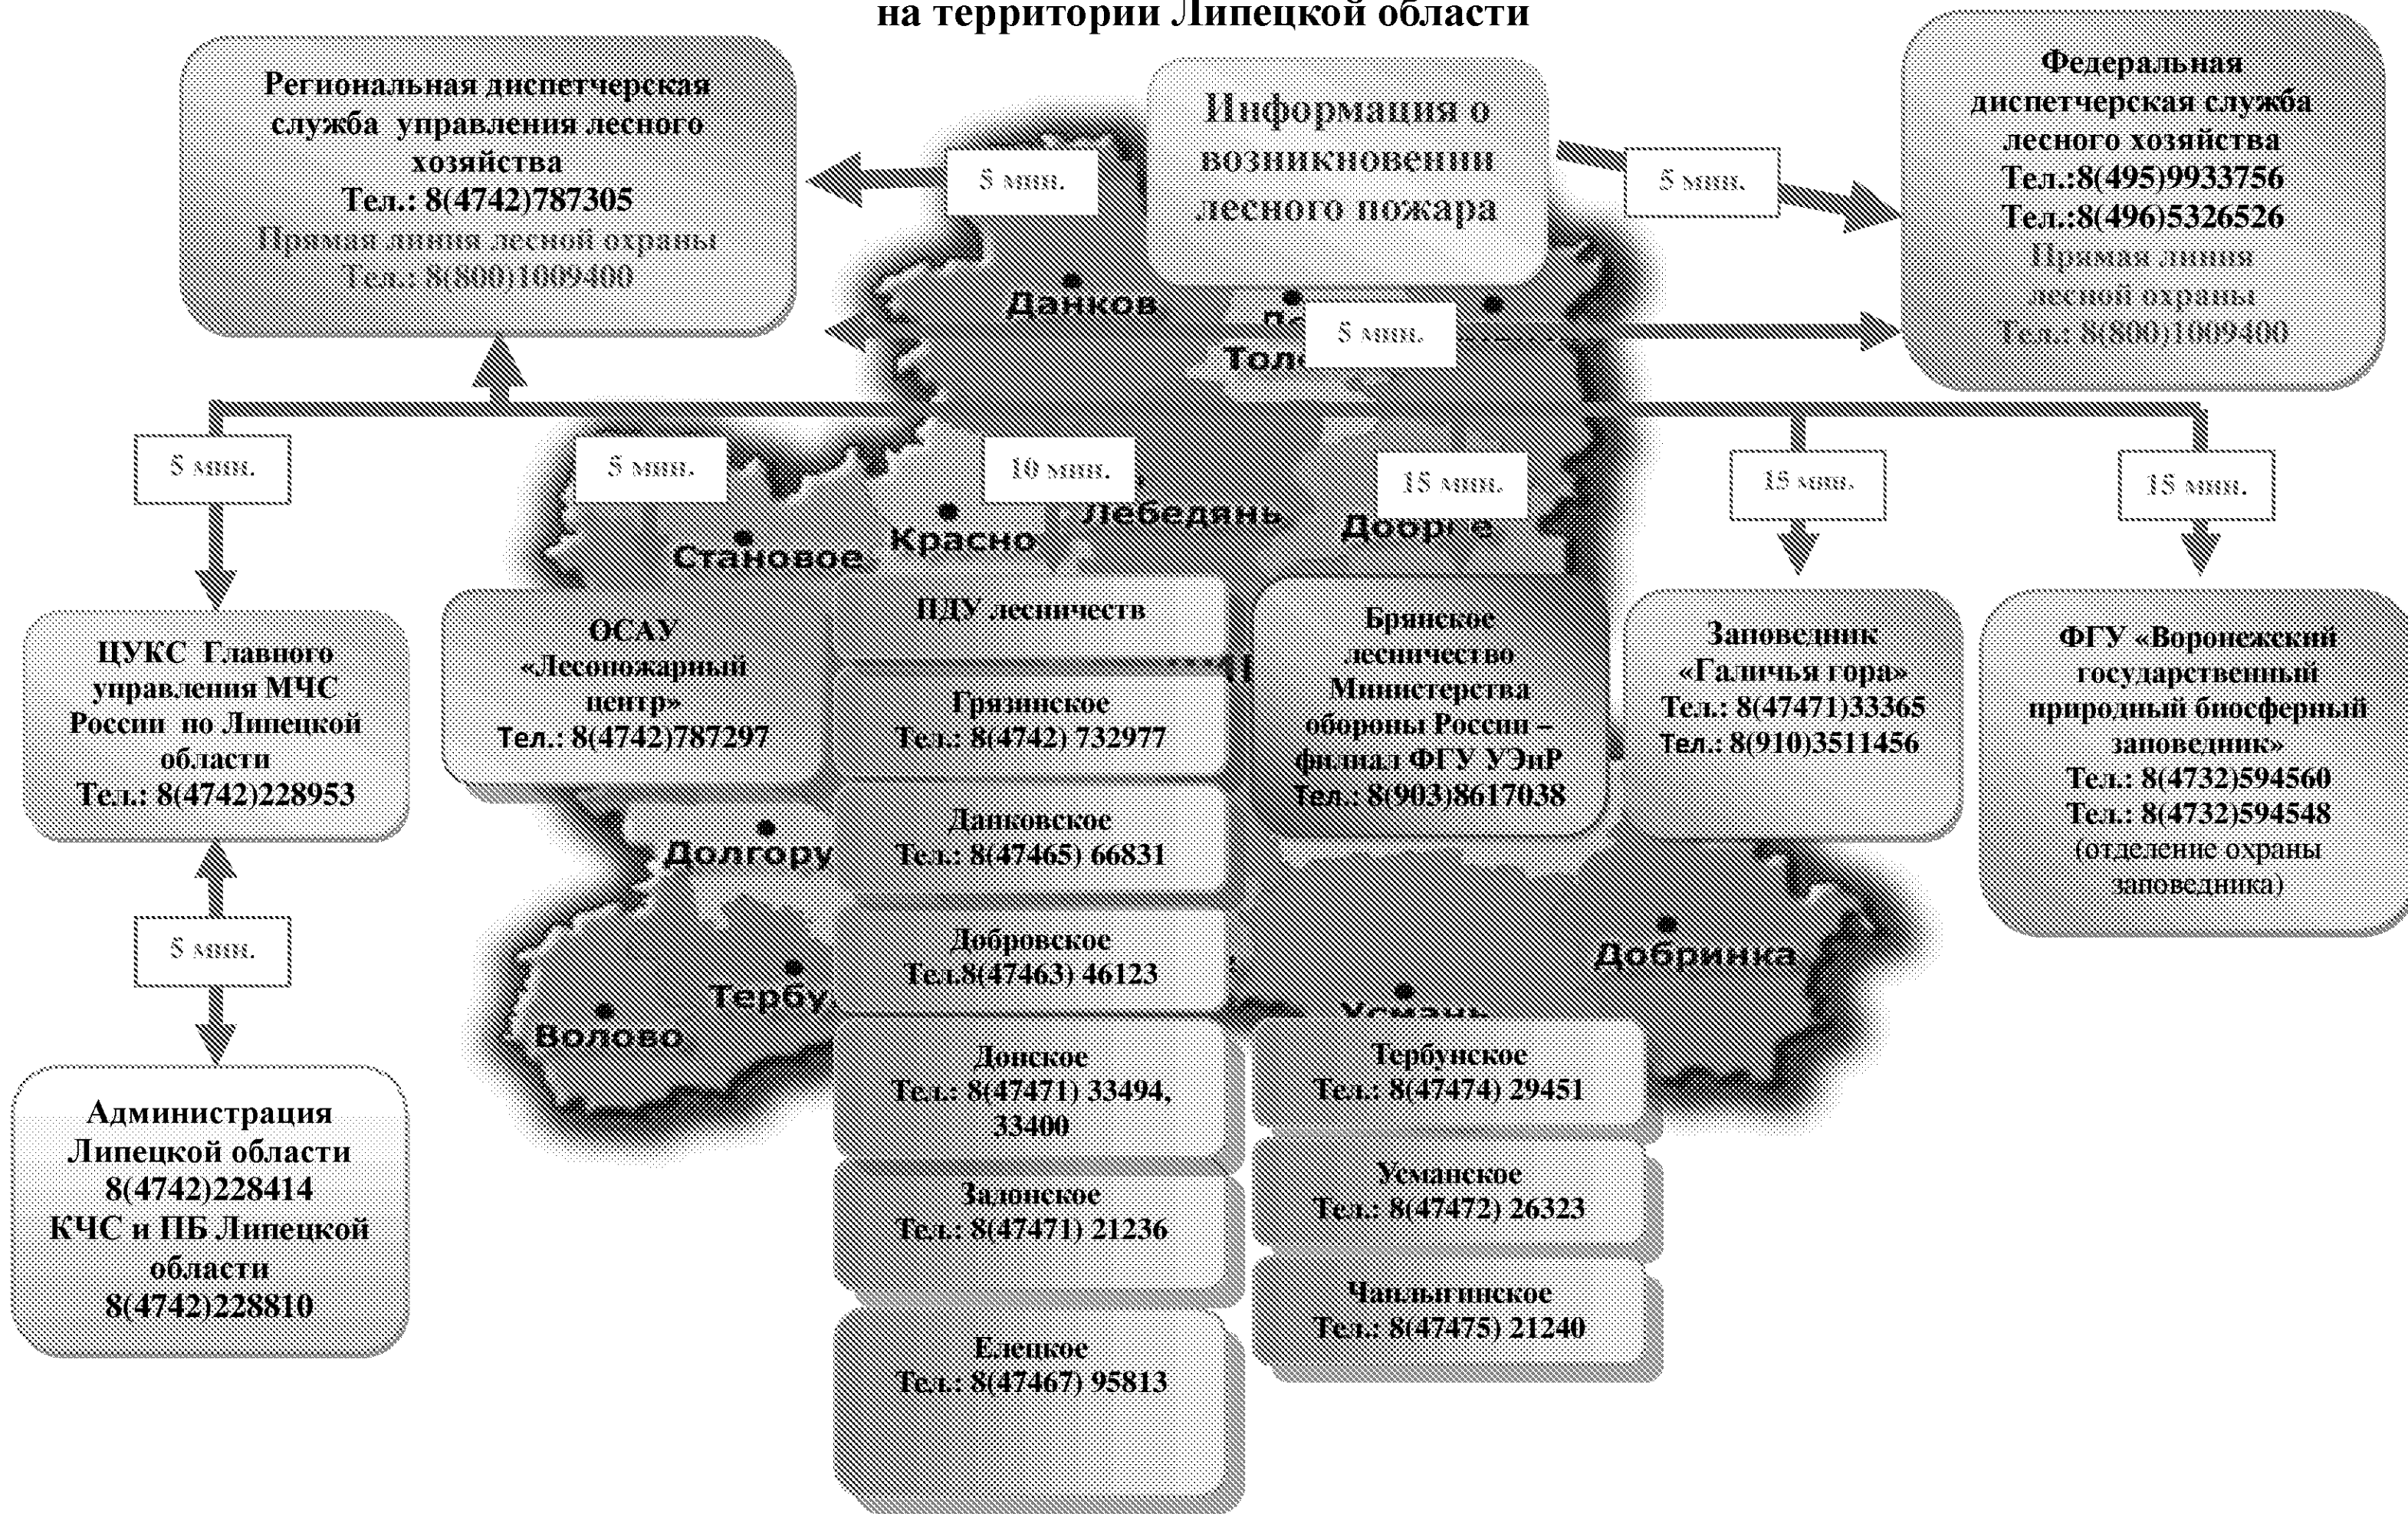 на территории Липецкой области
Региональная диспетчерская
служба управления лесного
хозяйства
Тел.: 8(4742)787305
Прямая линия лесной охраны
Тел.: 8(800)1009400
Информация о
возникновении
лесного пожара
Федеральная
диспетчерская служба
лесного хозяйства
Тел.:8(495)9933756
Тел.:8(496)5326526
Прямая линия
лесной охраны
Тел.: 8(800)1009400
5 мин.
5 мин.
5 мин.
Данков
5 мин.
5 мин.
10 мин.
15 мин.
15 мин.
15 мин.
Лебедянь
Красно
Становое
ЦУКС Главного
управления МЧС
России по Липецкой
области
Тел.: 8(4742)228953
ОСАУ
«Лесопожарный
центр»
Тел.: 8(4742)787297
ПДУ лесничеств
Грязинское
Тел.: 8(4742) 732977
Данковское
Тел.: 8(47465) 66831
Добровское
Тел.8(47463) 46123
Донское
Тел.: 8(47471) 33494,
33400
Задонское
Тел.: 8(47471) 21236
Елецкое
Тел.: 8(47467) 95813
Брянское
лесничество
Министерства
обороны России –
филиал ФГУ УЭиР
Тел.: 8(903)8617038
Заповедник
«Галичья гора»
Тел.: 8(47471)33365
Тел.: 8(910)3511456
ФГУ «Воронежский
государственный
природный биосферный
заповедник»
Тел.: 8(4732)594560
Тел.: 8(4732)594548
(отделение охраны
заповедника)
Долгору
Добринка
Тербу
Волово
Усмань
5 мин.
Администрация
Липецкой области
8(4742)228414
КЧС и ПБ Липецкой
области
8(4742)228810
Тербунское
Тел.: 8(47474) 29451
Усманское
Тел.: 8(47472) 26323
Чаплыгинское
Тел.: 8(47475) 21240